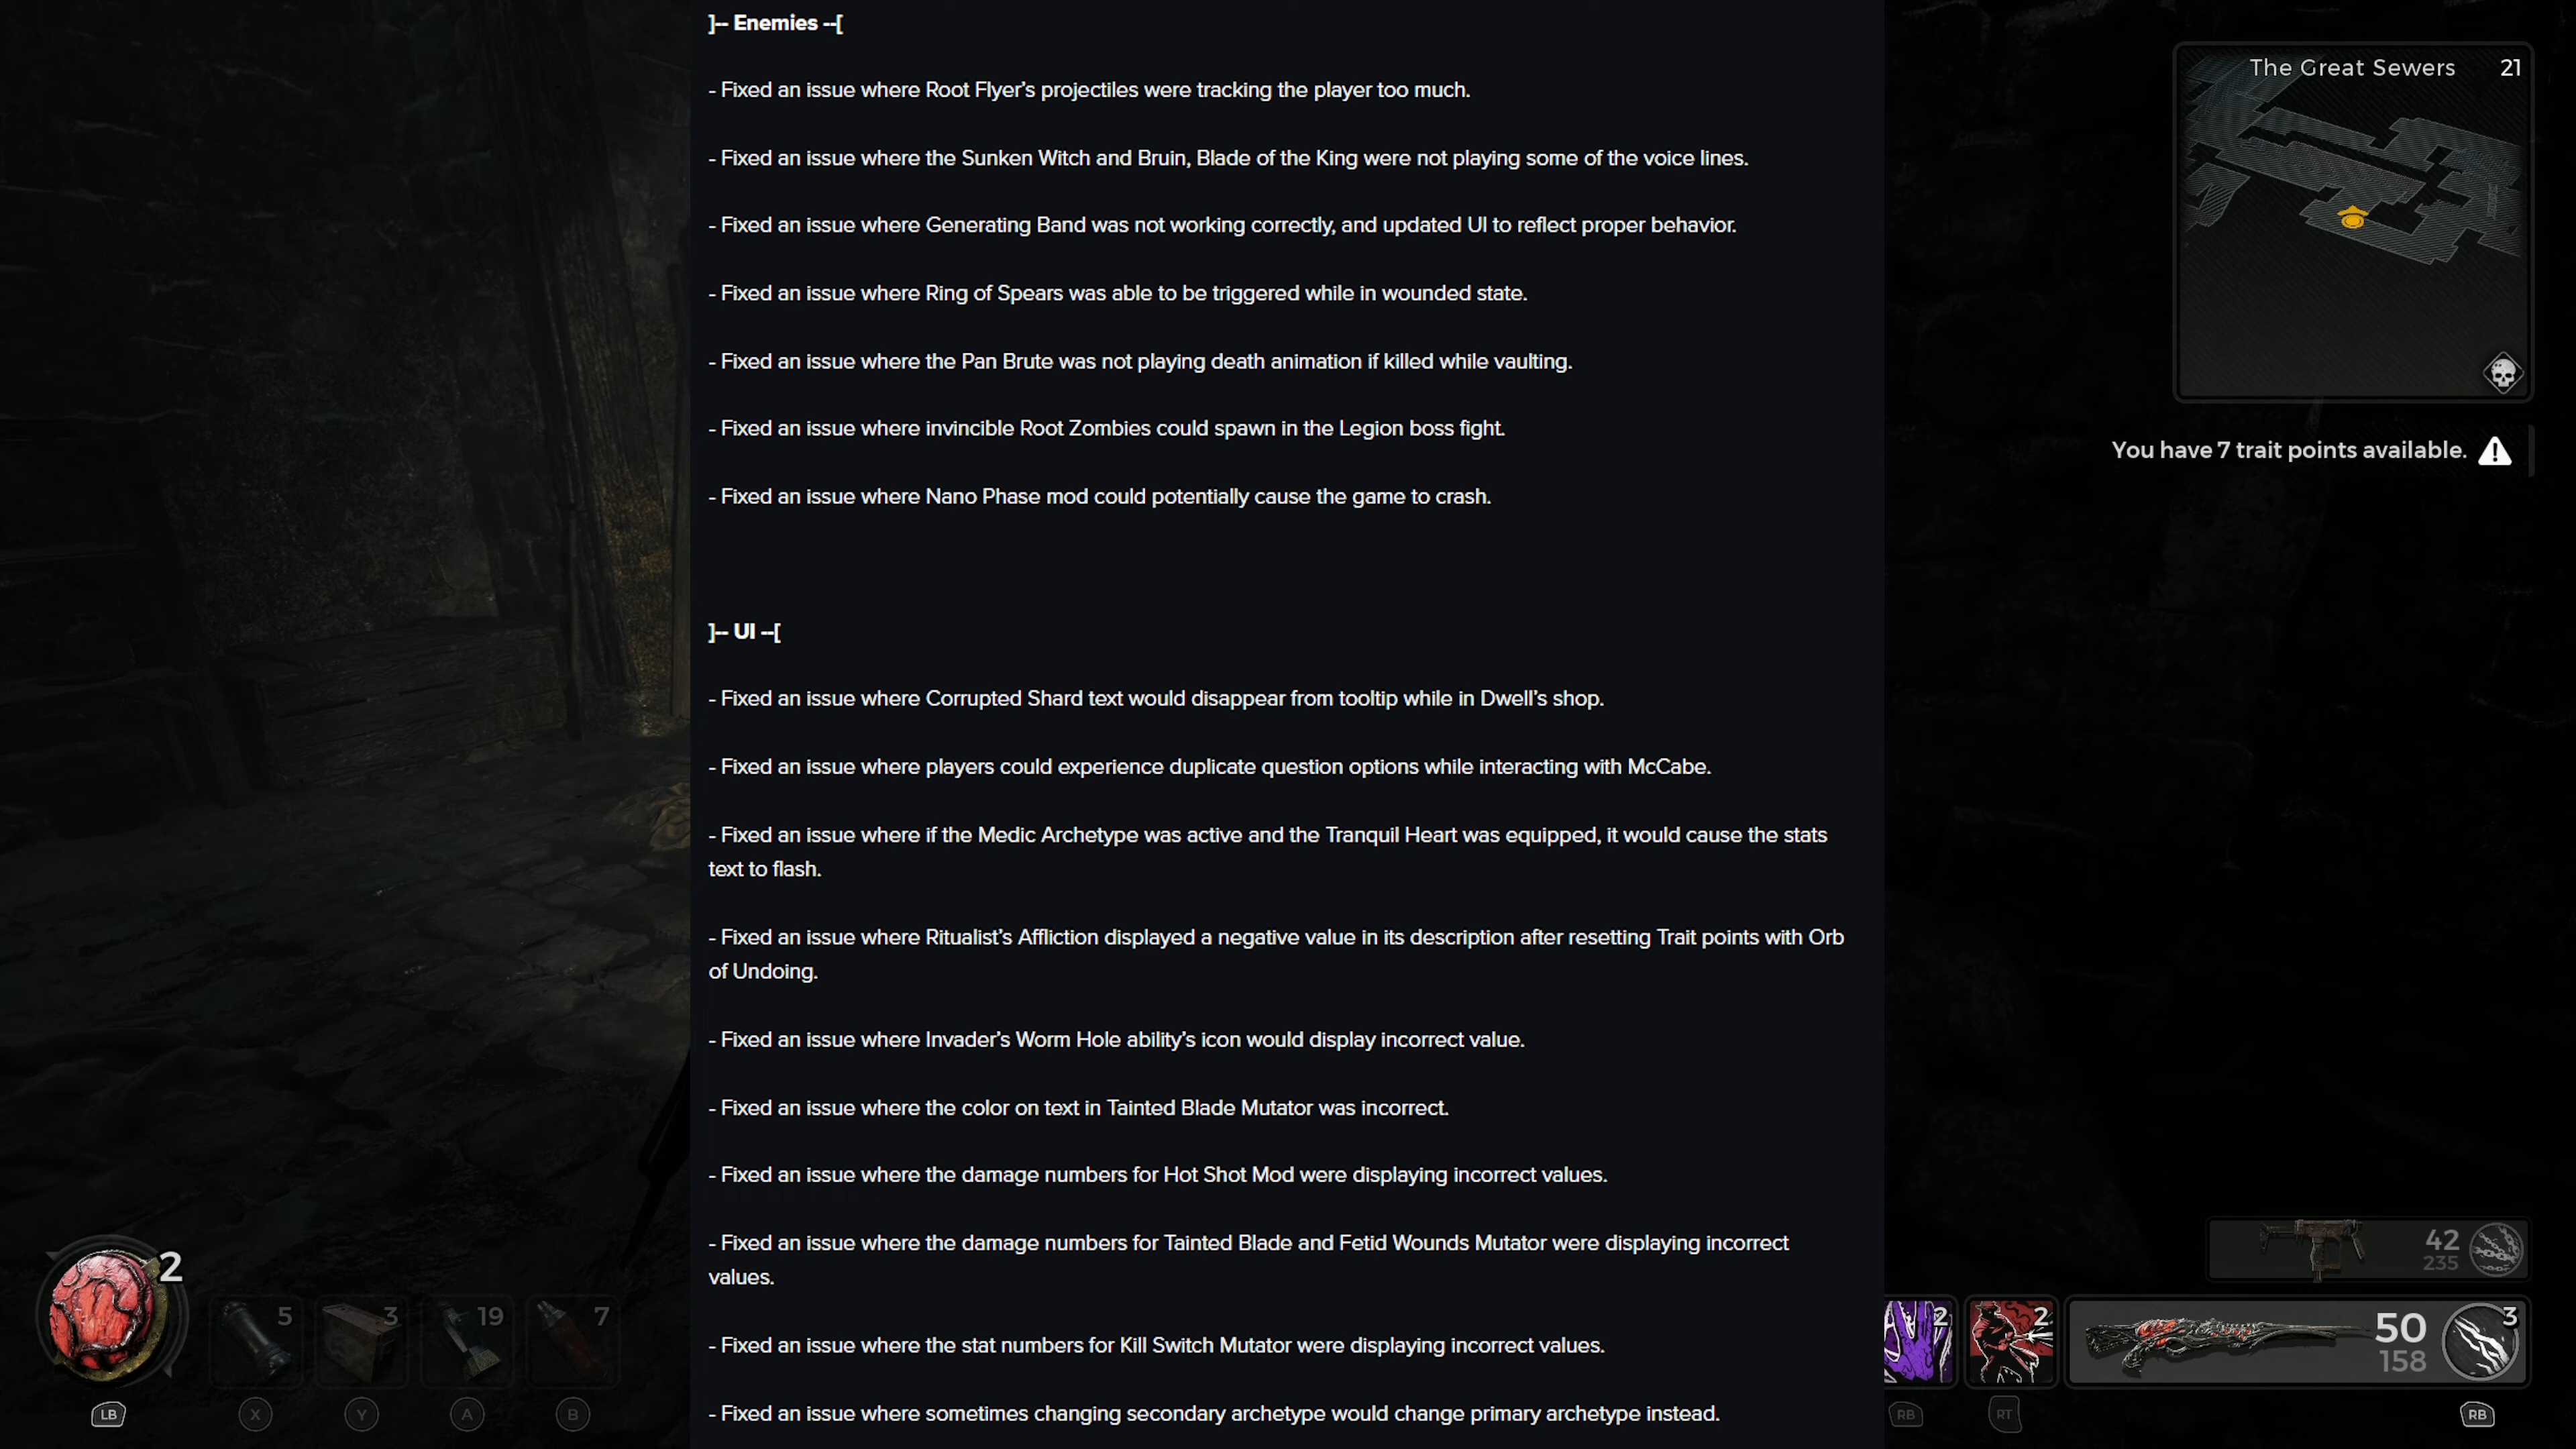 ]-- Enemies --[
- Fixed an issue where Root Flyer’s projectiles were tracking the player too much.
- Fixed an issue where the Sunken Witch and Bruin, Blade of the King were not playing some of the voice lines.
- Fixed an issue where Generating Band was not working correctly, and updated UI to reflect proper behavior.
- Fixed an issue where Ring of Spears was able to be triggered while in wounded state.
- Fixed an issue where the Pan Brute was not playing death animation if killed while vaulting.
- Fixed an issue where invincible Root Zombies could spawn in the Legion boss fight.
- Fixed an issue where Nano Phase mod could potentially cause the game to crash.
]-- UI --[
- Fixed an issue where Corrupted Shard text would disappear from tooltip while in Dwell’s shop.
- Fixed an issue where players could experience duplicate question options while interacting with McCabe.
- Fixed an issue where if the Medic Archetype was active and the Tranquil Heart was equipped, it would cause the stats
text to flash.
- Fixed an issue where Ritualist’s Affliction displayed a negative value in its description after resetting Trait points with Orb
of Undoing.
- Fixed an issue where Invader’s Worm Hole ability’s icon would display incorrect value.
- Fixed an issue where the color on text in Tainted Blade Mutator was incorrect.
- Fixed an issue where the damage numbers for Hot Shot Mod were displaying incorrect values.
- Fixed an issue where the damage numbers for Tainted Blade and Fetid Wounds Mutator were displaying incorrect
values.
- Fixed an issue where the stat numbers for Kill Switch Mutator were displaying incorrect values.
- Fixed an issue where sometimes changing secondary archetype would change primary archetype instead.
The Great Sewers 21
You have 7 trait points available.
2
5 3 19 7
LB X Y A B
42
235
2 2 50 3
158
RB RT RB